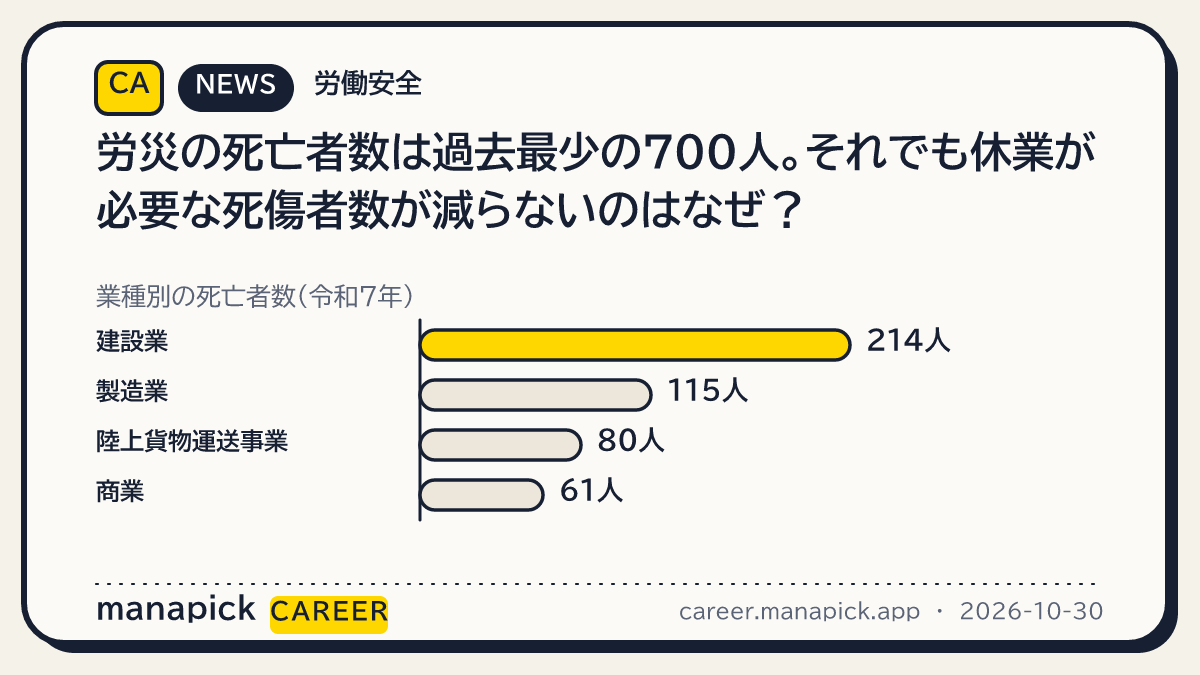 CA NEWS 労働安全
労災の死亡者数は過去最少の700人。それでも休業が
必要な死傷者数が減らないのはなぜ？
業種別の死亡者数(令和7年)
建設業 214人
製造業 115人
陸上貨物運送事業 80人
商業 61人
manapick CAREER career.manapick.app ・ 2026-10-30